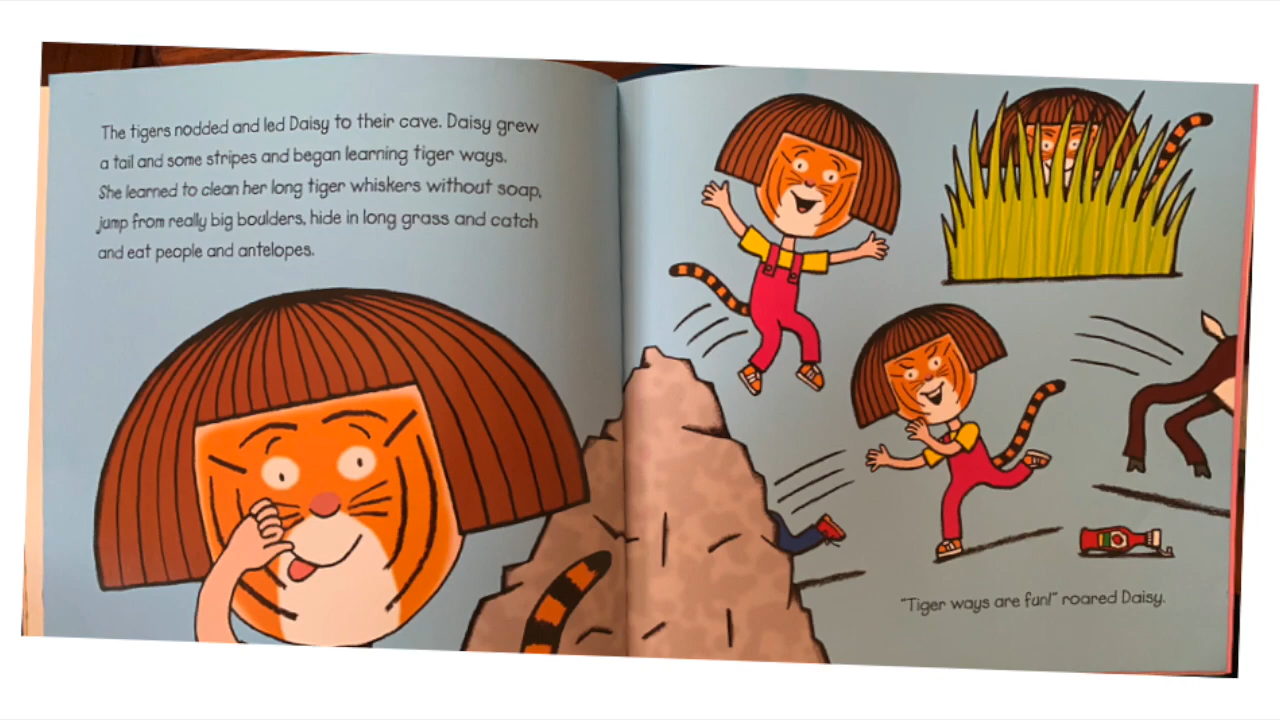 The tigers nodded and led Daisy to their cave. Daisy grew
a tail and some stripes and began learning tiger ways.
She learned to clean her long tiger whiskers without soap,
jump from really big boulders, hide in long grass and catch
and eat people and antelopes.
"Tiger ways are fun!" roared Daisy.